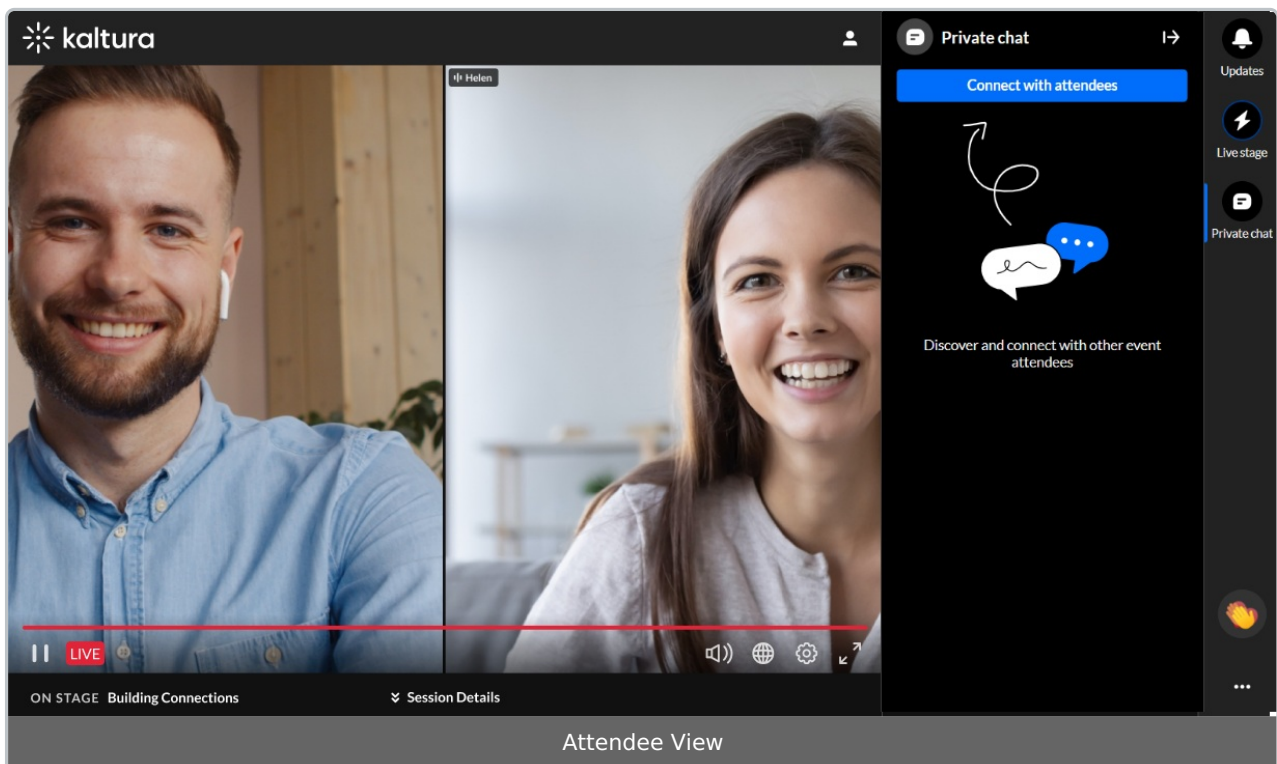 kaltura
Helen
LIVE
ON STAGE Building Connections
Session Details
Private chat
Connect with attendees
Discover and connect with other event
attendees
Updates
Live stage
Private chat
Attendee View